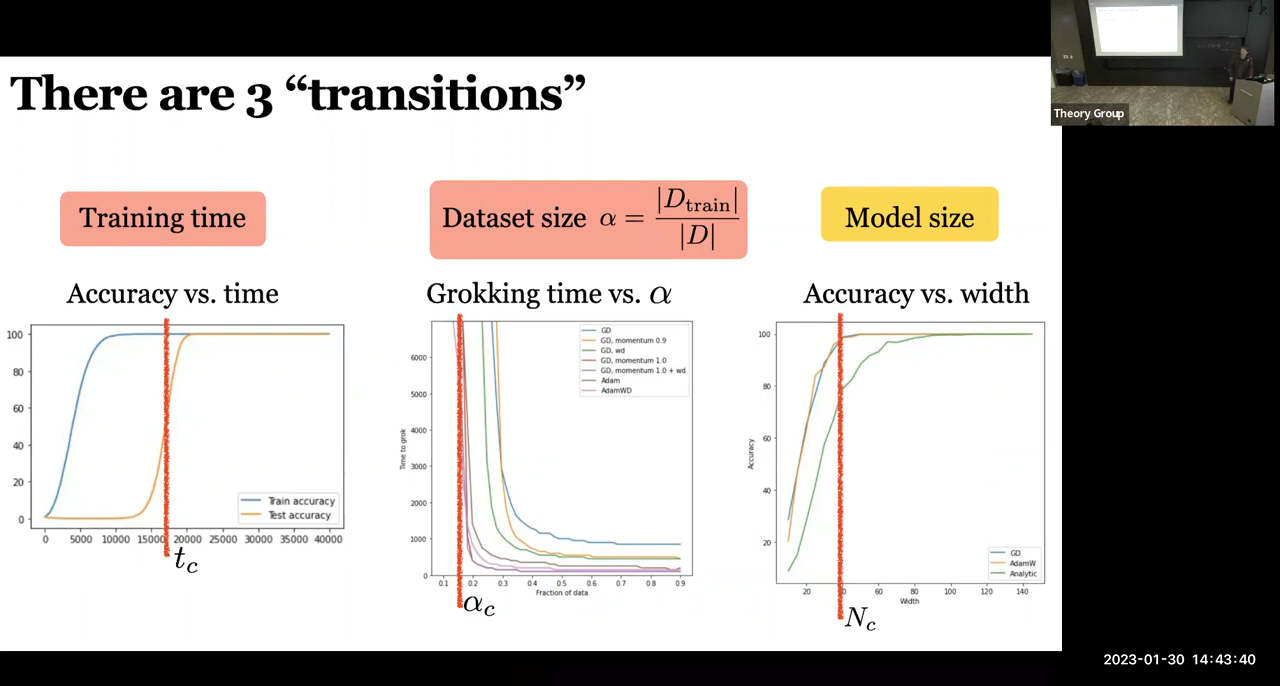 There are 3 “transitions”
Theory Group
Training time
Dataset size α = |D_train| / |D|
Model size
Accuracy vs. time
Grokking time vs. α
Accuracy vs. width
100
80
60
40
20
0
0 5000 10000 15000 20000 25000 30000 35000 40000
Train accuracy
Test accuracy
t_c
Time to grok
6000
5000
4000
3000
2000
1000
0
0.1 0.2 0.3 0.4 0.5 0.6 0.7 0.8 0.9
Fraction of data
GD
GD, momentum 0.9
GD, wd
GD, momentum 1.0
GD, momentum 1.0 + wd
Adam
AdamWD
α_c
Accuracy
100
80
60
40
20
20 40 60 80 100 120 140
Width
GD
AdamW
Analytic
N_c
2023-01-30 14:43:40